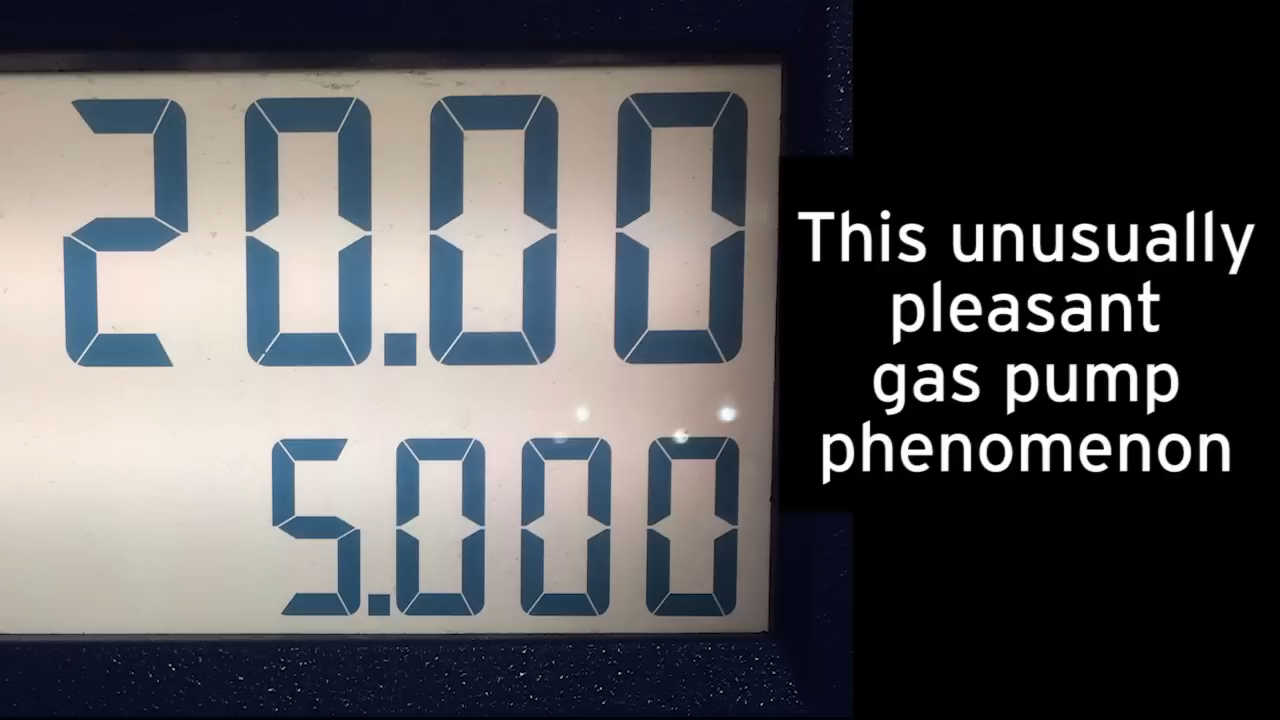 20.00
5.000
This unusually
pleasant
gas pump
phenomenon